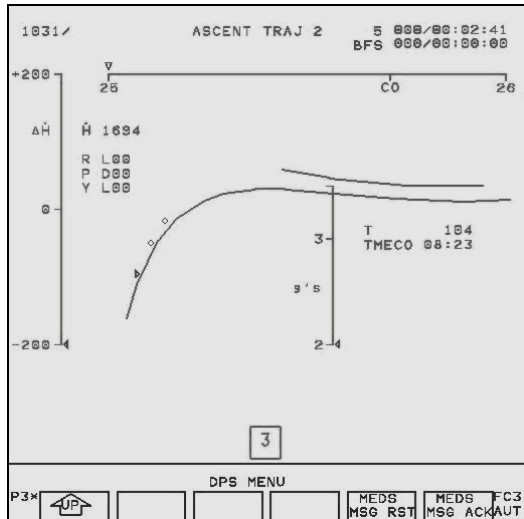 1031/ ASCENT TRAJ 2 5 000/00:02:41
BFS 000/00:00:00
+200
25 CO 26
ΔḢ Ḣ 1694
R L00
P D00
Y L00
0
T 104
3 TMECO 08:23
g's
-200 2
3
DPS MENU
P3* UP MEDS MSG RST MEDS MSG ACK FC3 AUT